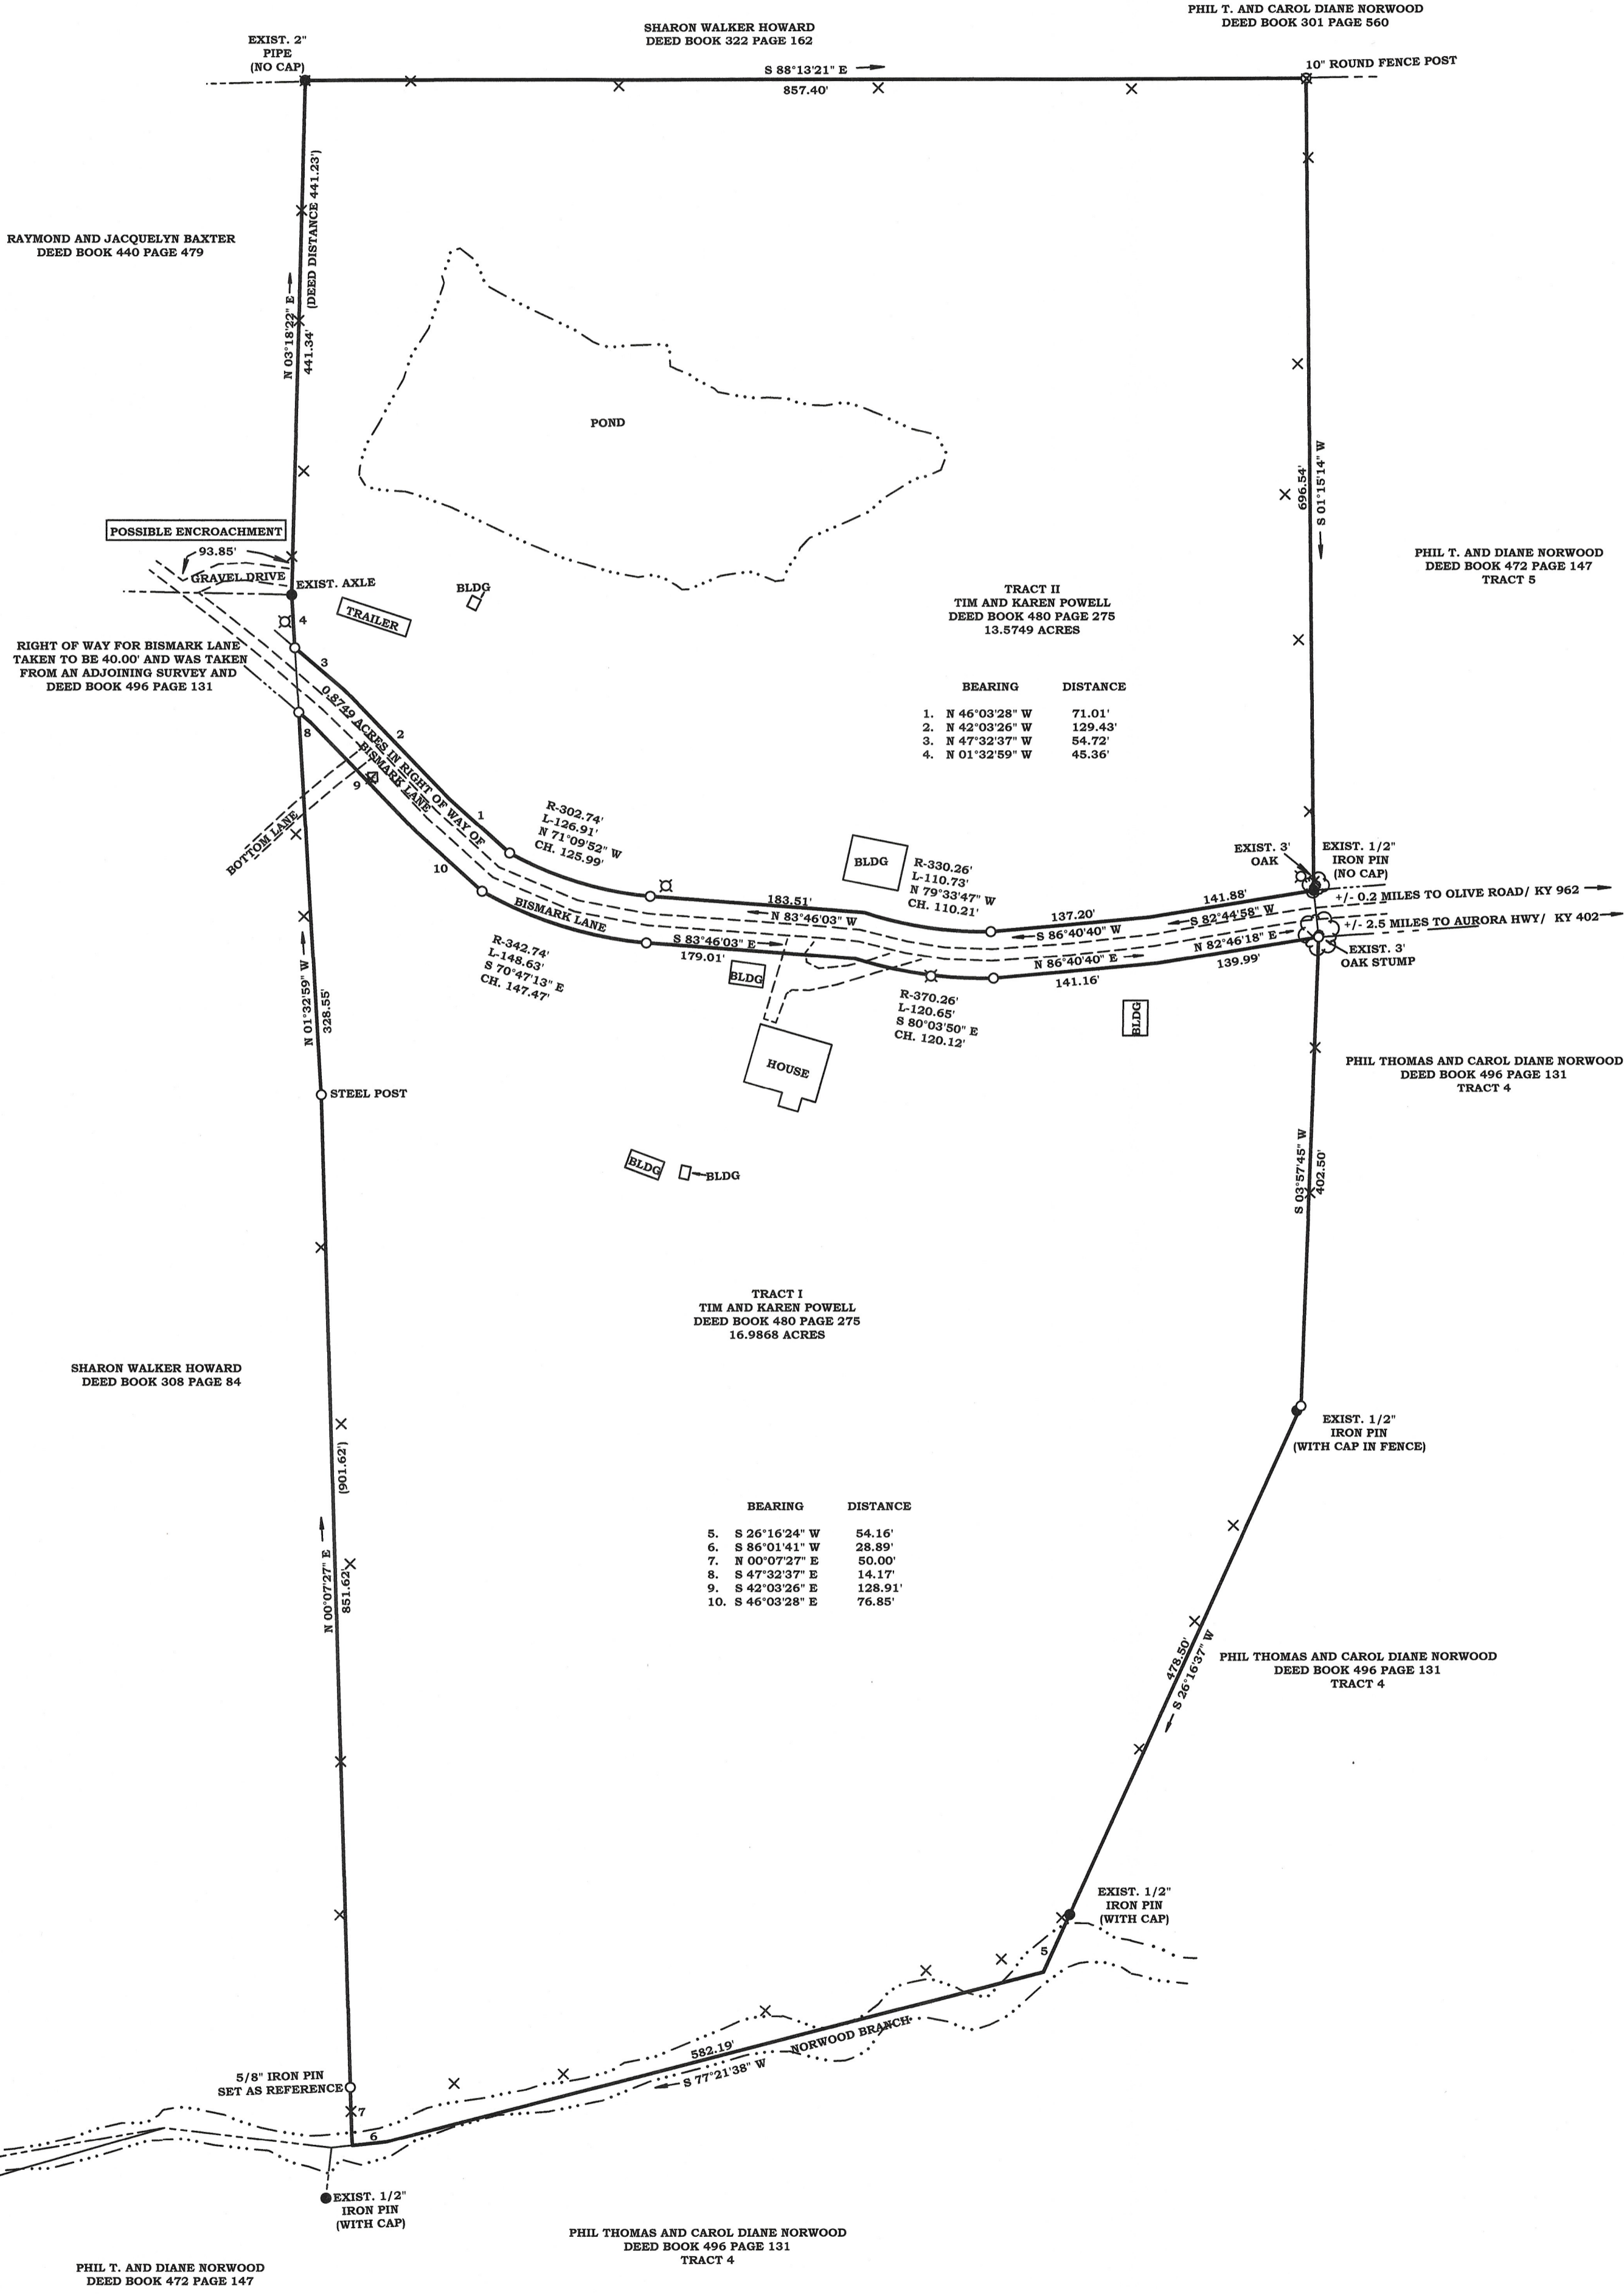 PHIL T. AND CAROL DIANE NORWOOD
DEED BOOK 301 PAGE 560
SHARON WALKER HOWARD
DEED BOOK 322 PAGE 162
EXIST. 2"
PIPE
(NO CAP)
10" ROUND FENCE POST
S 88°13'21" E
857.40'
(DEED DISTANCE 441.23')
N 03°18'22" E
441.34'
RAYMOND AND JACQUELYN BAXTER
DEED BOOK 440 PAGE 479
POND
696.54'
S 01°15'14" W
POSSIBLE ENCROACHMENT
93.85'
GRAVEL DRIVE
EXIST. AXLE
4
TRAILER
BLDG
PHIL T. AND DIANE NORWOOD
DEED BOOK 472 PAGE 147
TRACT 5
TRACT II
TIM AND KAREN POWELL
DEED BOOK 480 PAGE 275
13.5749 ACRES
RIGHT OF WAY FOR BISMARK LANE
TAKEN TO BE 40.00' AND WAS TAKEN
FROM AN ADJOINING SURVEY AND
DEED BOOK 496 PAGE 131
BEARING DISTANCE
1. N 46°03'28" W 71.01'
2. N 42°03'26" W 129.43'
3. N 47°32'37" W 54.72'
4. N 01°32'59" W 45.36'
3
8
2
0.8749 ACRES IN RIGHT OF WAY OF
BISMARK LANE
9
1
10
BOTTOM LANE
R-302.74'
L-126.91'
N 71°09'52" W
CH. 125.99'
BLDG
R-330.26'
L-110.73'
N 79°33'47" W
CH. 110.21'
EXIST. 3'
OAK
EXIST. 1/2"
IRON PIN
(NO CAP)
+/- 0.2 MILES TO OLIVE ROAD/ KY 962
+/- 2.5 MILES TO AURORA HWY/ KY 402
183.51'
N 83°46'03" W
137.20'
S 86°40'40" W
141.88'
S 82°44'58" W
BISMARK LANE
S 83°46'03" E
179.01'
N 86°40'40" E
141.16'
N 82°46'18" E
139.99'
EXIST. 3'
OAK STUMP
R-342.74'
L-148.63'
S 70°47'13" E
CH. 147.47'
BLDG
R-370.26'
L-120.65'
S 80°03'50" E
CH. 120.12'
BLDG
HOUSE
N 01°32'59" W
328.55'
STEEL POST
PHIL THOMAS AND CAROL DIANE NORWOOD
DEED BOOK 496 PAGE 131
TRACT 4
S 03°57'45" W
402.50'
BLDG
BLDG
TRACT I
TIM AND KAREN POWELL
DEED BOOK 480 PAGE 275
16.9868 ACRES
SHARON WALKER HOWARD
DEED BOOK 308 PAGE 84
EXIST. 1/2"
IRON PIN
(WITH CAP IN FENCE)
(901.62')
N 00°07'27" E
851.62'
BEARING DISTANCE
5. S 26°16'24" W 54.16'
6. S 86°01'41" W 28.89'
7. N 00°07'27" E 50.00'
8. S 47°32'37" E 14.17'
9. S 42°03'26" E 128.91'
10. S 46°03'28" E 76.85'
478.50'
S 26°16'37" W
PHIL THOMAS AND CAROL DIANE NORWOOD
DEED BOOK 496 PAGE 131
TRACT 4
EXIST. 1/2"
IRON PIN
(WITH CAP)
5
582.19'
NORWOOD BRANCH
S 77°21'38" W
5/8" IRON PIN
SET AS REFERENCE
7
6
EXIST. 1/2"
IRON PIN
(WITH CAP)
PHIL THOMAS AND CAROL DIANE NORWOOD
DEED BOOK 496 PAGE 131
TRACT 4
PHIL T. AND DIANE NORWOOD
DEED BOOK 472 PAGE 147